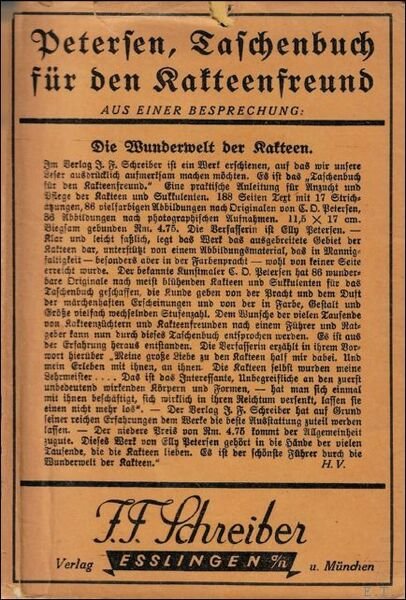 Petersen, Taschenbuch
für den Kakteenfreund
AUS EINER BESPRECHUNG:
Die Wunderwelt der Kakteen.
Im Verlag J. F. Schreiber ist ein Werk erschienen, auf das wir unsere
Leser ausdrücklich aufmerksam machen möchten. Es ist das „Taschenbuch
für den Kakteenfreund.“ Eine praktische Anleitung für Anzucht und
Pflege der Kakteen und Sukkulenten. 188 Seiten Text mit 17 Strich-
zeichnungen, 86 vielfarbigen Abbildungen nach Originalen von C. O. Petersen,
36 Abbildungen nach photographischen Aufnahmen. 11,5 × 17 cm.
Biegsam gebunden Rm. 4.75. Die Verfasserin ist Elly Petersen. —
Klar und leicht faßlich, legt das Werk das ausgebreitete Gebiet der
Kakteen dar, unterstützt von einem Abbildungsmaterial, das in Mannig-
faltigkeit — besonders aber in der Farbenpracht — wohl von keiner Seite
erreicht wurde. Der bekannte Kunstmaler C. O. Petersen hat 86 wunder-
bare Originale nach meist blühenden Kakteen und Sukkulenten für das
Taschenbuch geschaffen, die Kunde geben von der Pracht und dem Duft
der märchenhaften Erscheinungen und von der in Farbe, Gestalt und
Größe vielfach wechselnden Stufenzahl. Dem Wunsche der vielen Tausende
von Kakteenzüchtern und Kakteenfreunden nach einem Führer und Rat-
geber kann nun durch dieses Taschenbuch entsprochen werden. Es ist aus
der Erfahrung heraus entstanden. Die Verfasserin erzählt in ihrem Vor-
wort hierüber „Meine große Liebe zu den Kakteen half mir dabei. Und
mein Erleben mit ihnen, an ihnen. Die Kakteen selbst wurden meine
Lehrmeister . . . . Das ist das Interessante, Unbegreifliche an den zuerst
unbedeutend wirkenden Körpern und Formen, — hat man sich einmal
mit ihnen beschäftigt, sich wirklich in ihren Reichtum versenkt, lassen sie
einen nicht mehr los“. — Der Verlag J. F. Schreiber hat auf Grund
seiner reichen Erfahrungen dem Werke die beste Ausstattung zuteil werden
lassen. — Der niedere Preis von Rm. 4.75 kommt der Allgemeinheit
zugute. Dieses Werk von Elly Petersen gehört in die Hände der vielen
Tausende, die die Kakteen lieben. Es ist der schönste Führer durch die
Wunderwelt der Kakteen.“ H. V.
J.F. Schreiber
Verlag ESSLINGEN a/N u. München
E.T.